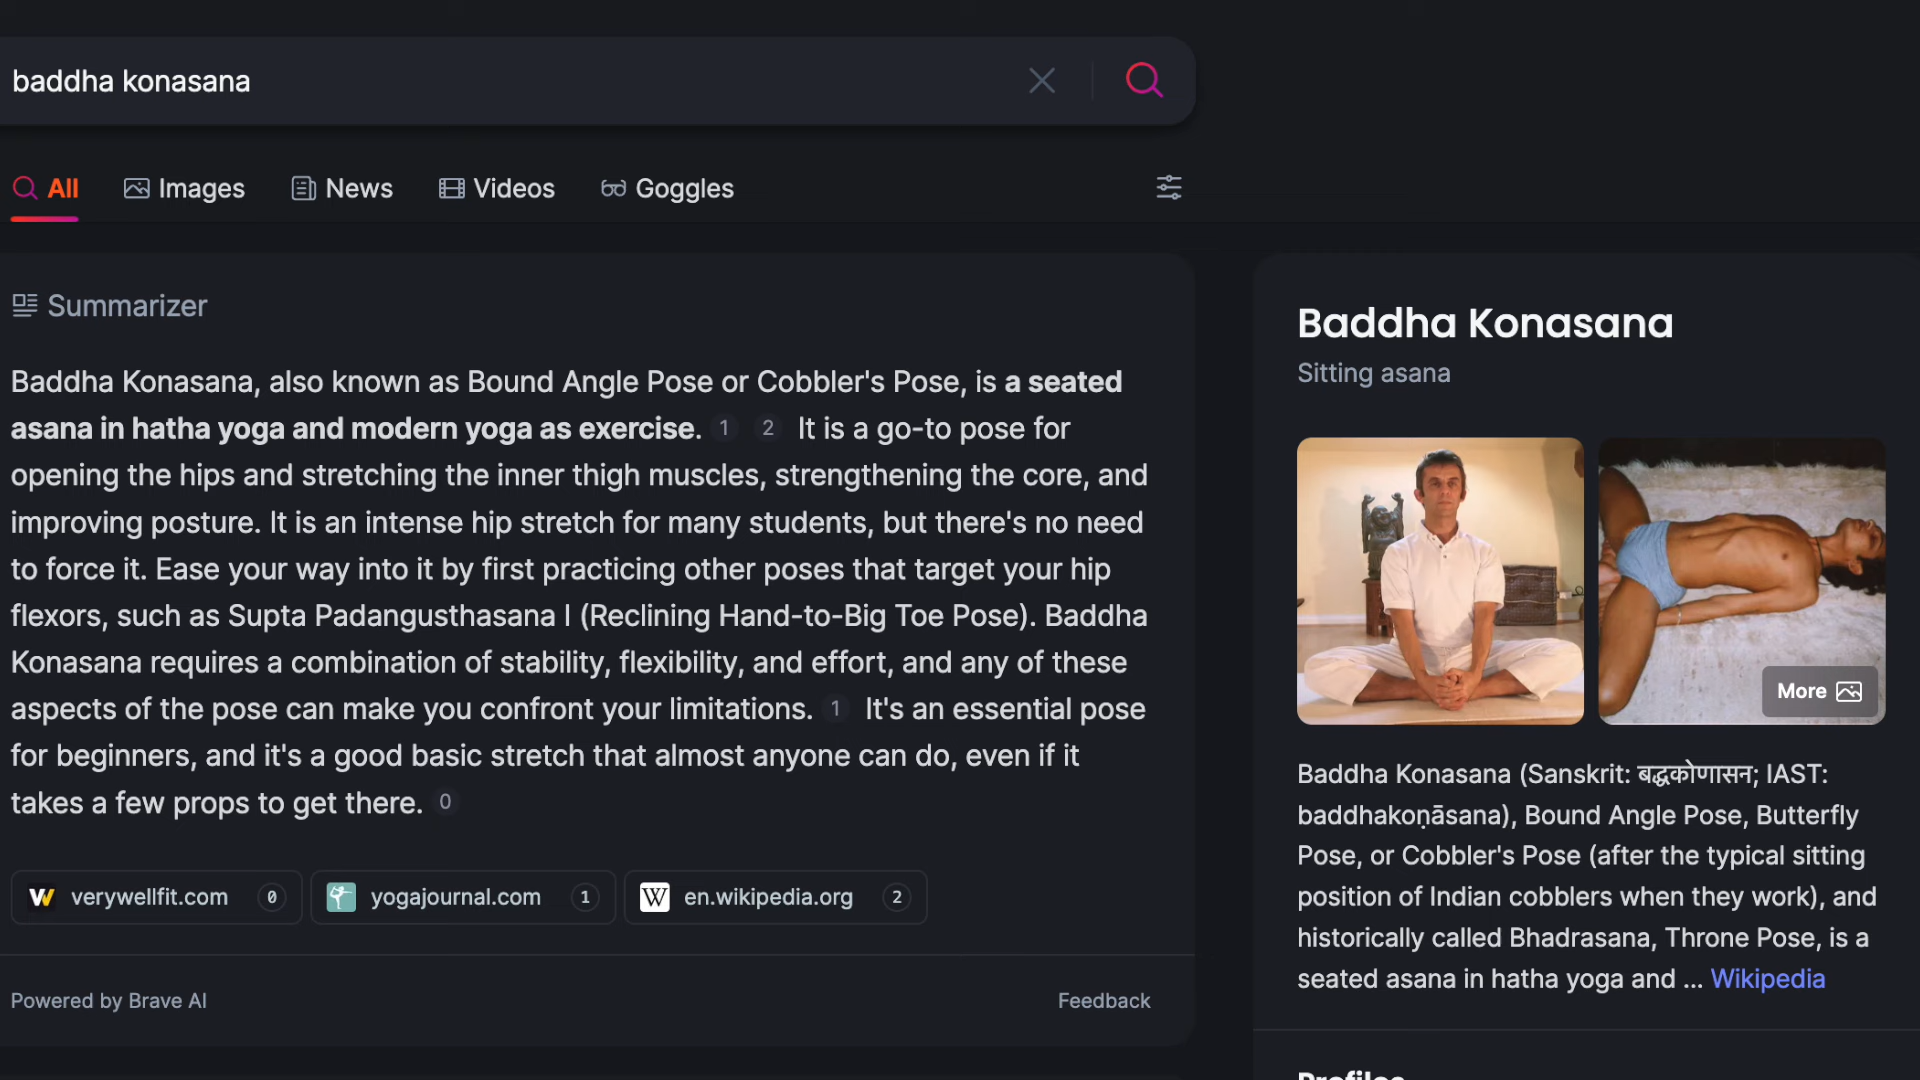 baddha konasana
All Images News Videos Goggles
Summarizer
Baddha Konasana, also known as Bound Angle Pose or Cobbler's Pose, is a seated
asana in hatha yoga and modern yoga as exercise. 1 2 It is a go-to pose for
opening the hips and stretching the inner thigh muscles, strengthening the core, and
improving posture. It is an intense hip stretch for many students, but there's no need
to force it. Ease your way into it by first practicing other poses that target your hip
flexors, such as Supta Padangusthasana I (Reclining Hand-to-Big Toe Pose). Baddha
Konasana requires a combination of stability, flexibility, and effort, and any of these
aspects of the pose can make you confront your limitations. 1 It's an essential pose
for beginners, and it's a good basic stretch that almost anyone can do, even if it
takes a few props to get there. 0
W verywellfit.com 0 yogajournal.com 1 W en.wikipedia.org 2
Powered by Brave AI Feedback
Baddha Konasana
Sitting asana
More
Baddha Konasana (Sanskrit: बद्धकोणासन; IAST:
baddhakoṇāsana), Bound Angle Pose, Butterfly
Pose, or Cobbler's Pose (after the typical sitting
position of Indian cobblers when they work), and
historically called Bhadrasana, Throne Pose, is a
seated asana in hatha yoga and ... Wikipedia
Profiles